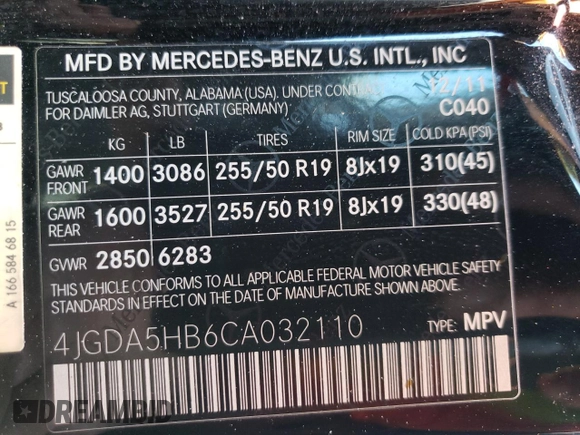 MFD BY MERCEDES-BENZ U.S. INTL., INC
TUSCALOOSA COUNTY, ALABAMA (USA). UNDER 12/11
FOR DAIMLER AG, STUTTGART (GERMANY) C040
KG LB TIRES RIM SIZE COLD KPA (PSI)
GAWR FRONT 1400 3086 255/50 R19 8Jx19 310(45)
GAWR REAR 1600 3527 255/50 R19 8Jx19 330(48)
GVWR 2850 6283
THIS VEHICLE CONFORMS TO ALL APPLICABLE FEDERAL MOTOR VEHICLE SAFETY
STANDARDS IN EFFECT ON THE DATE OF MANUFACTURE SHOWN ABOVE.
4JGDA5HB6CA032110 TYPE: MPV
A 166 584 68 15
DREAMBID